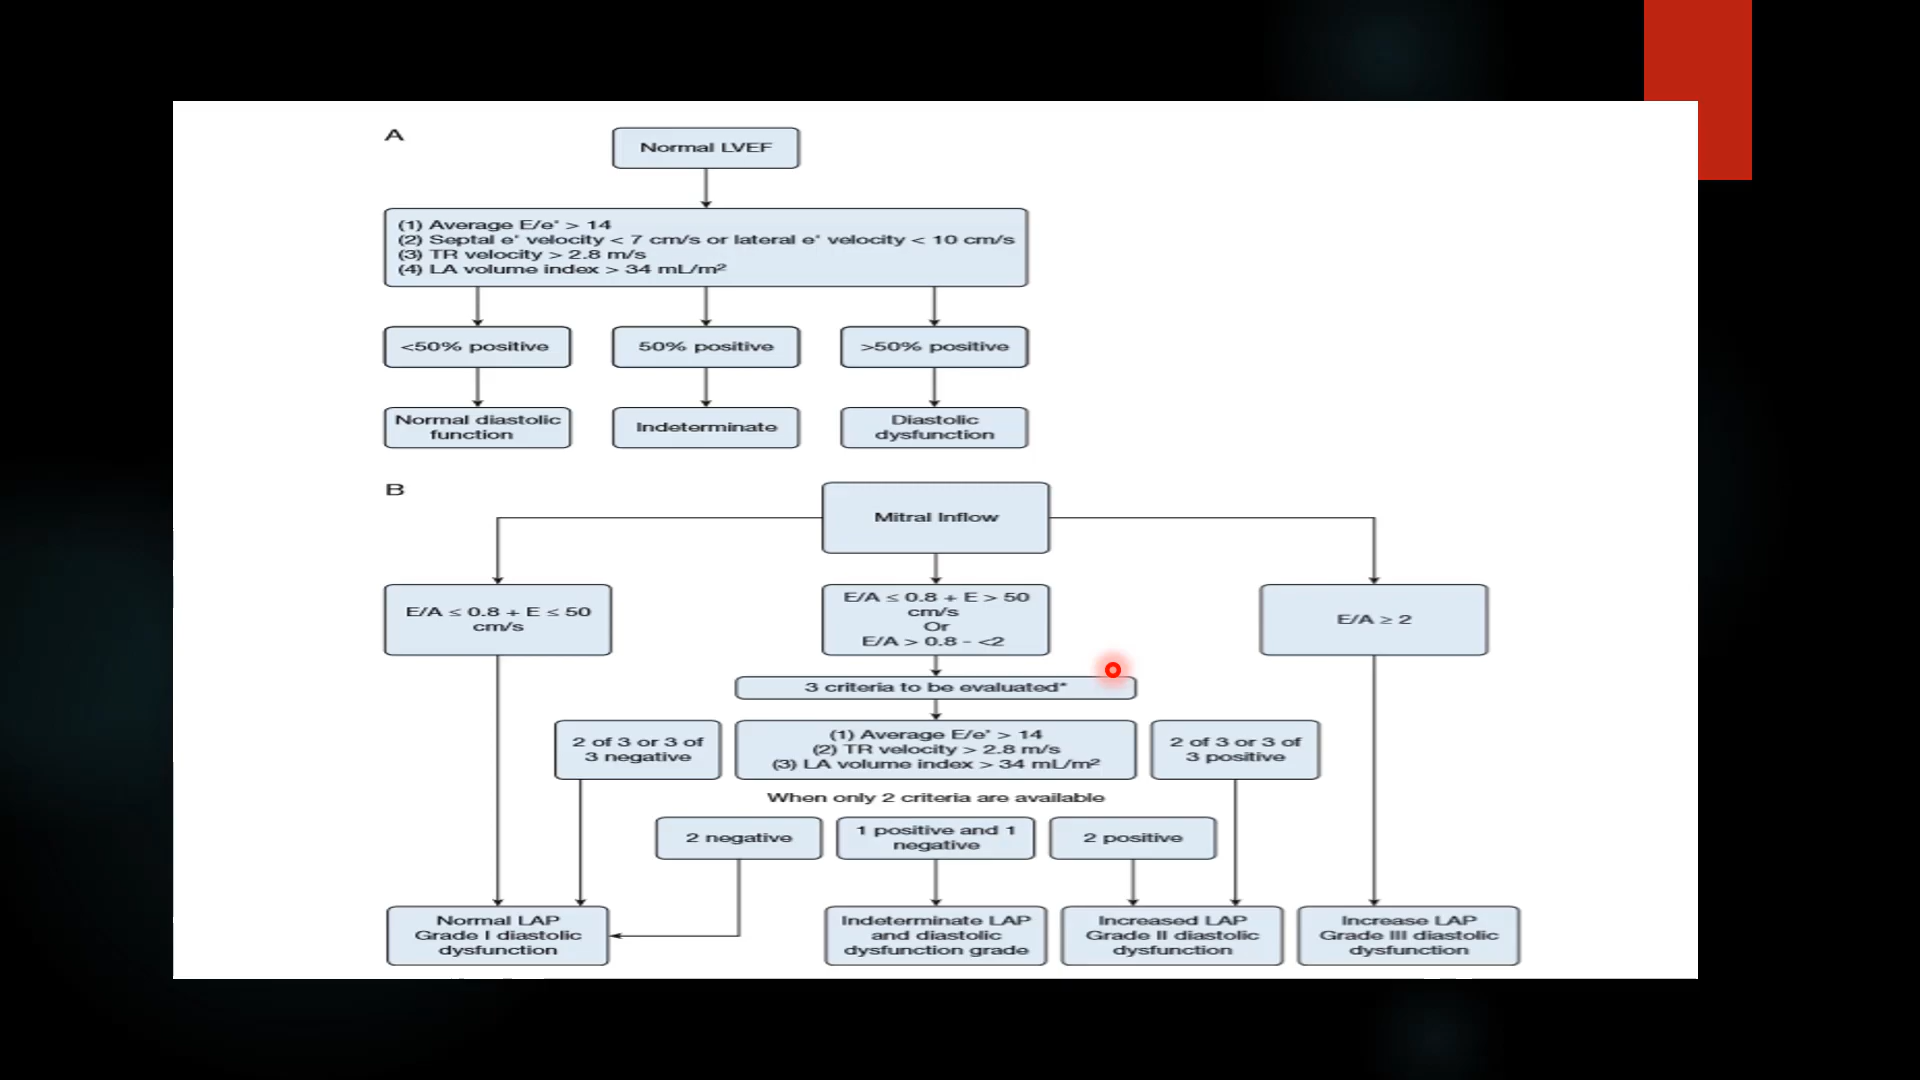 A
Normal LVEF
(1) Average E/e' > 14
(2) Septal e' velocity < 7 cm/s or lateral e' velocity < 10 cm/s
(3) TR velocity > 2.8 m/s
(4) LA volume index > 34 mL/m²
<50% positive
50% positive
>50% positive
Normal diastolic
function
Indeterminate
Diastolic
dysfunction
B
Mitral Inflow
E/A ≤ 0.8 + E ≤ 50
cm/s
E/A ≤ 0.8 + E > 50
cm/s
Or
E/A > 0.8 - <2
E/A ≥ 2
3 criteria to be evaluated*
2 of 3 or 3 of
3 negative
(1) Average E/e' > 14
(2) TR velocity > 2.8 m/s
(3) LA volume index > 34 mL/m²
2 of 3 or 3 of
3 positive
When only 2 criteria are available
2 negative
1 positive and 1
negative
2 positive
Normal LAP
Grade I diastolic
dysfunction
Indeterminate LAP
and diastolic
dysfunction grade
Increased LAP
Grade II diastolic
dysfunction
Increase LAP
Grade III diastolic
dysfunction